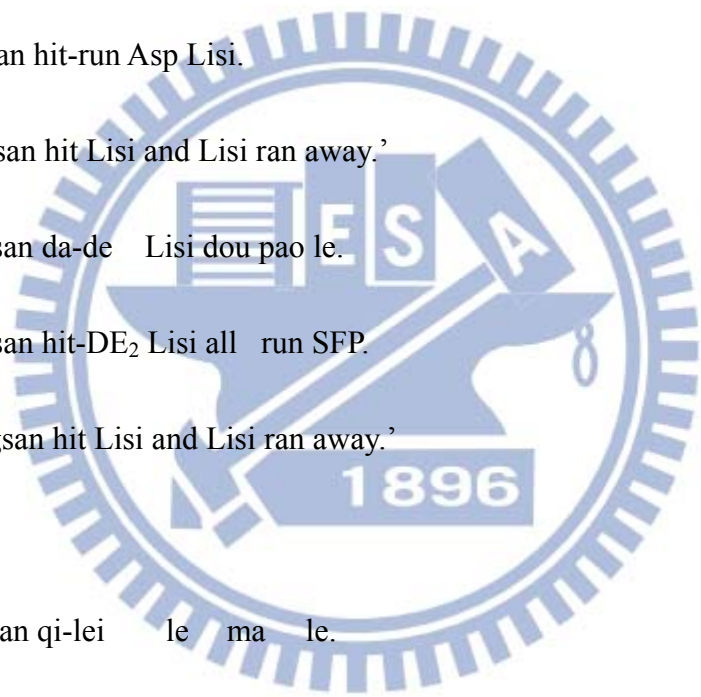 an hit-run Asp Lisi.
san hit Lisi and Lisi ran away.’
san da-de Lisi dou pao le.
E S A
san hit-DE₂ Lisi all run SFP.
gsan hit Lisi and Lisi ran away.’
1896
an qi-lei le ma le.